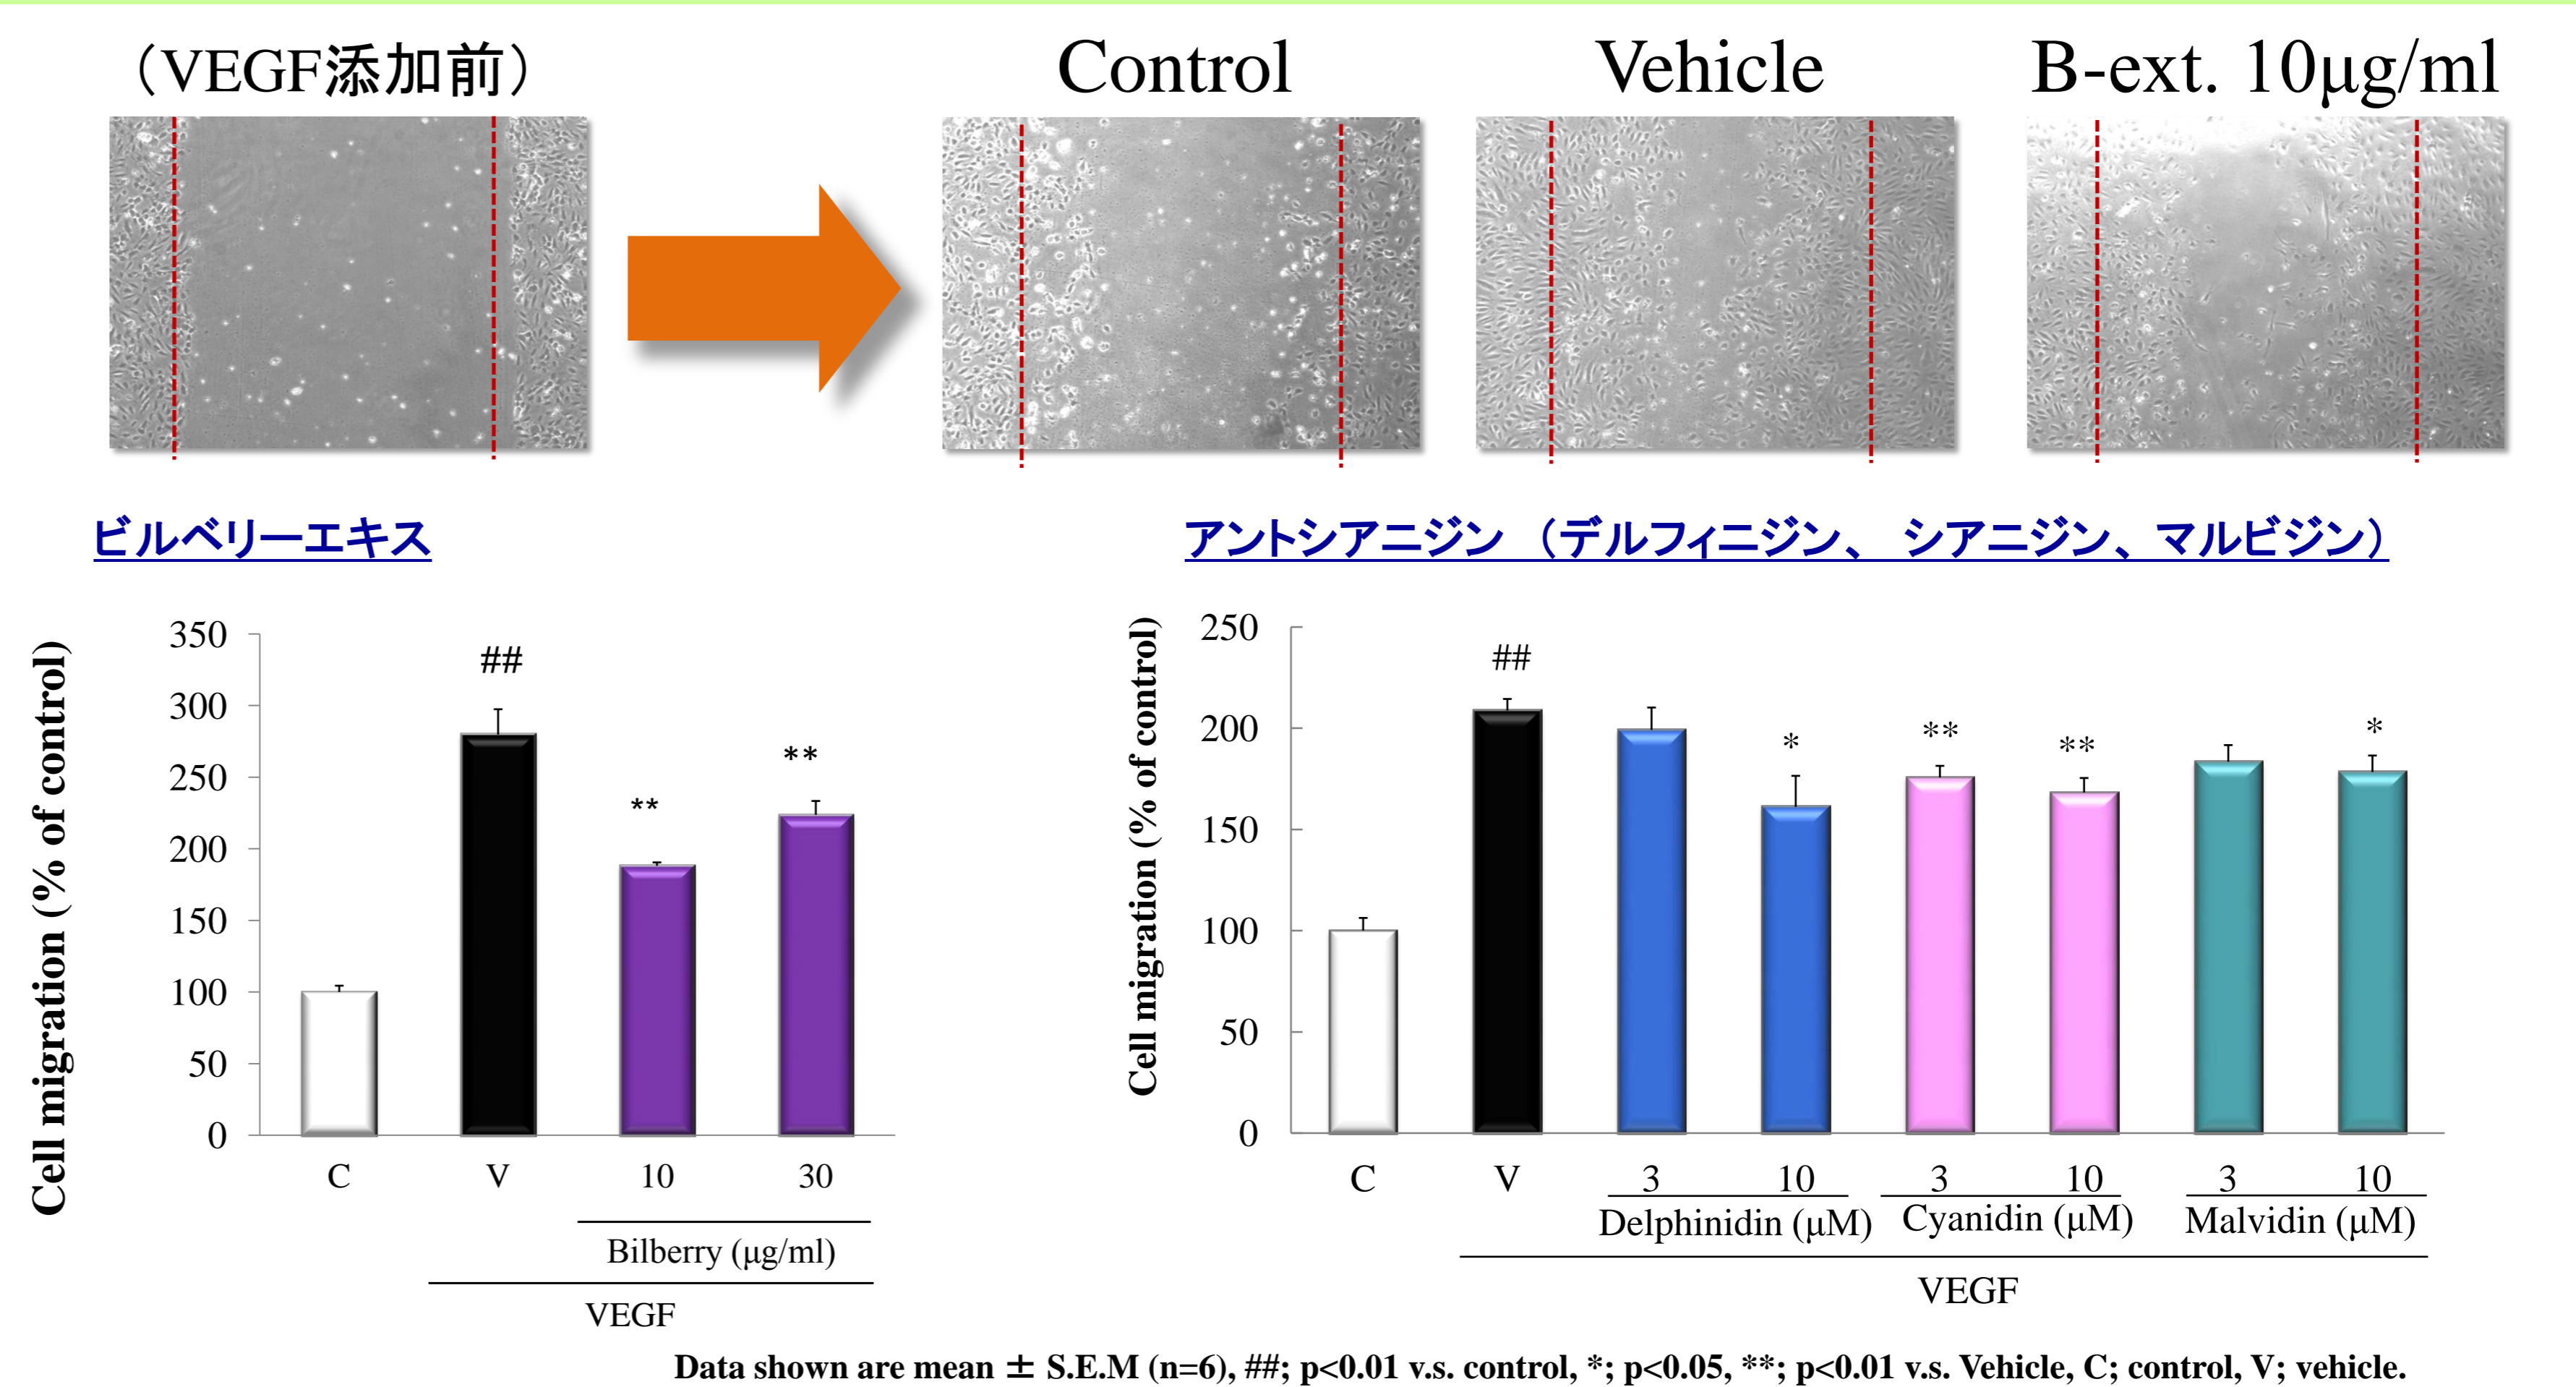 （VEGF添加前）
Control
Vehicle
B-ext. 10μg/ml
ビルベリーエキス
Cell migration (% of control)
350
300
250
200
150
100
50
0
##
**
**
C
V
10
30
Bilberry (μg/ml)
VEGF
アントシアニジン （デルフィニジン、 シアニジン、マルビジン）
Cell migration (% of control)
250
200
150
100
50
0
##
*
**
**
*
C
V
3
10
3
10
3
10
Delphinidin (μM)
Cyanidin (μM)
Malvidin (μM)
VEGF
Data shown are mean ± S.E.M (n=6), ##; p<0.01 v.s. control, *; p<0.05, **; p<0.01 v.s. Vehicle, C; control, V; vehicle.